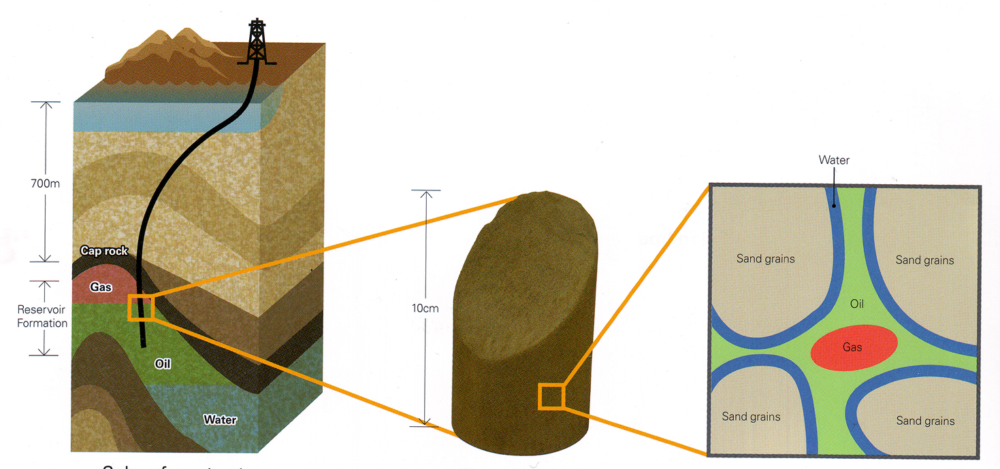 700m
Cap rock
Gas
Reservoir
Formation
Oil
Water
10cm
Water
Sand grains
Sand grains
Oil
Gas
Sand grains
Sand grains